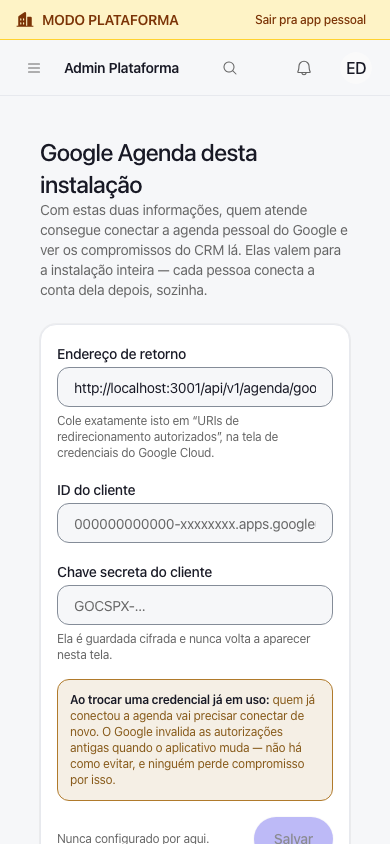 MODO PLATAFORMA
Sair pra app pessoal
Admin Plataforma
ED
Google Agenda desta
instalação
Com estas duas informações, quem atende
consegue conectar a agenda pessoal do Google e
ver os compromissos do CRM lá. Elas valem para
a instalação inteira — cada pessoa conecta a
conta dela depois, sozinha.
Endereço de retorno
http://localhost:3001/api/v1/agenda/goo
Cole exatamente isto em “URIs de
redirecionamento autorizados”, na tela de
credenciais do Google Cloud.
ID do cliente
000000000000-xxxxxxxx.apps.google
Chave secreta do cliente
GOCSPX-...
Ela é guardada cifrada e nunca volta a aparecer
nesta tela.
Ao trocar uma credencial já em uso: quem já
conectou a agenda vai precisar conectar de
novo. O Google invalida as autorizações
antigas quando o aplicativo muda — não há
como evitar, e ninguém perde compromisso
por isso.
Nunca configurado por aqui.
Salvar